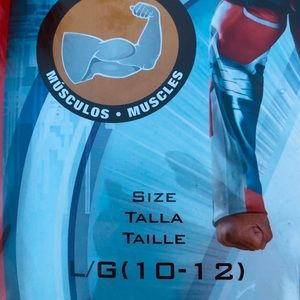 MÚSCULOS • MUSCLES
SIZE
TALLA
TAILLE
L/G(10-12)